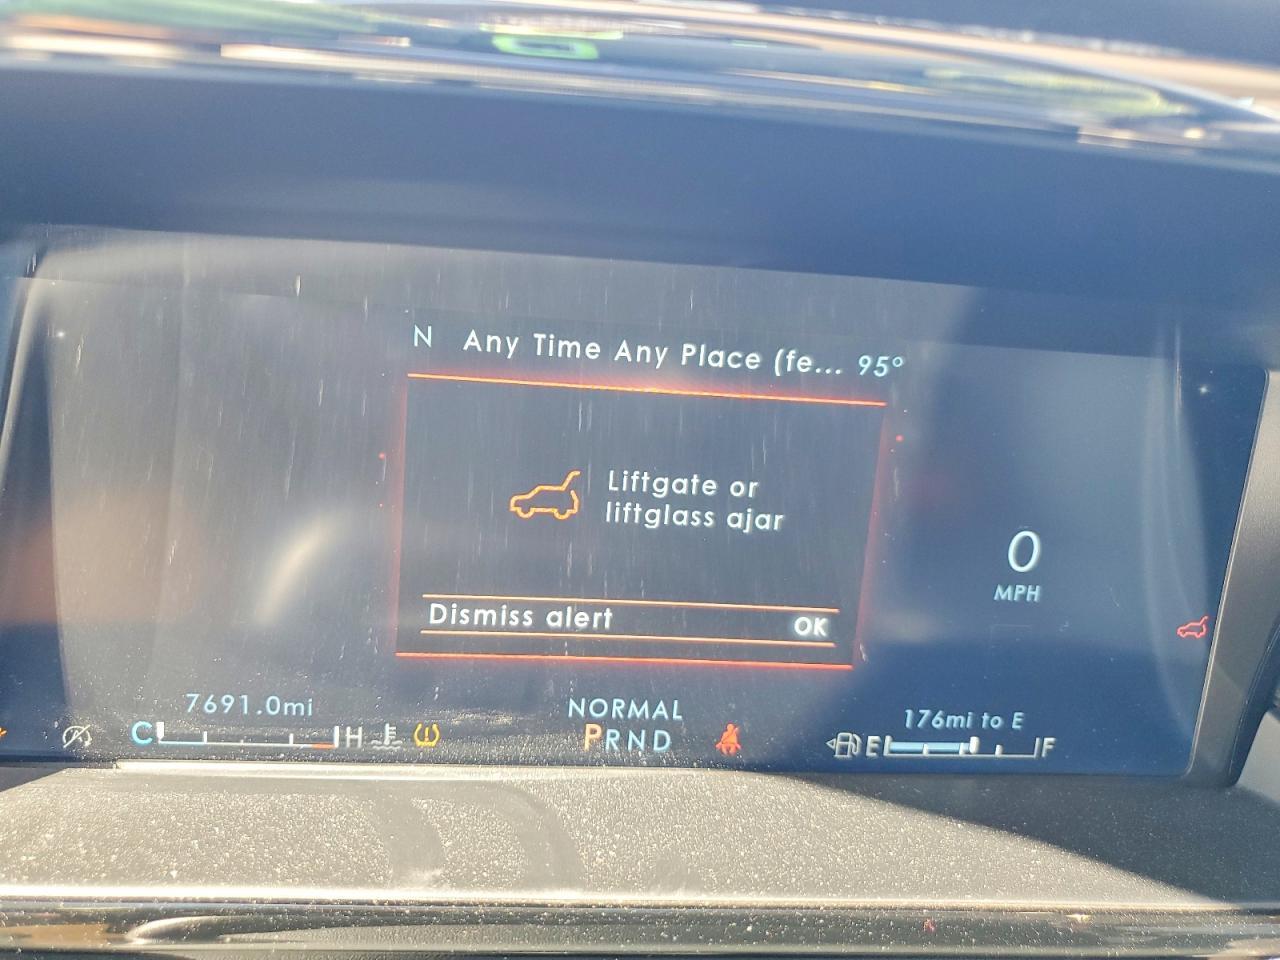 N Any Time Any Place (fe... 95°
Liftgate or
liftglass ajar
Dismiss alert OK
0
MPH
7691.0mi
C H
NORMAL
PRND
176mi to E
E F